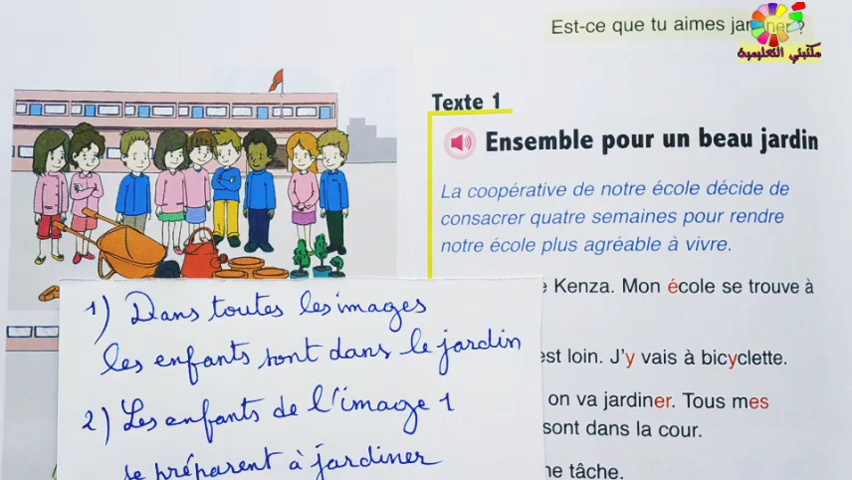 Est-ce que tu aimes jardiner ?
مكتبتي التعليمية
Texte 1
Ensemble pour un beau jardin
La coopérative de notre école décide de
consacrer quatre semaines pour rendre
notre école plus agréable à vivre.
Kenza. Mon école se trouve à
est loin. J'y vais à bicyclette.
on va jardiner. Tous mes
sont dans la cour.
tâche.
1) Dans toutes les images
les enfants sont dans le jardin
2) Les enfants de l'image 1
se préparent à jardiner